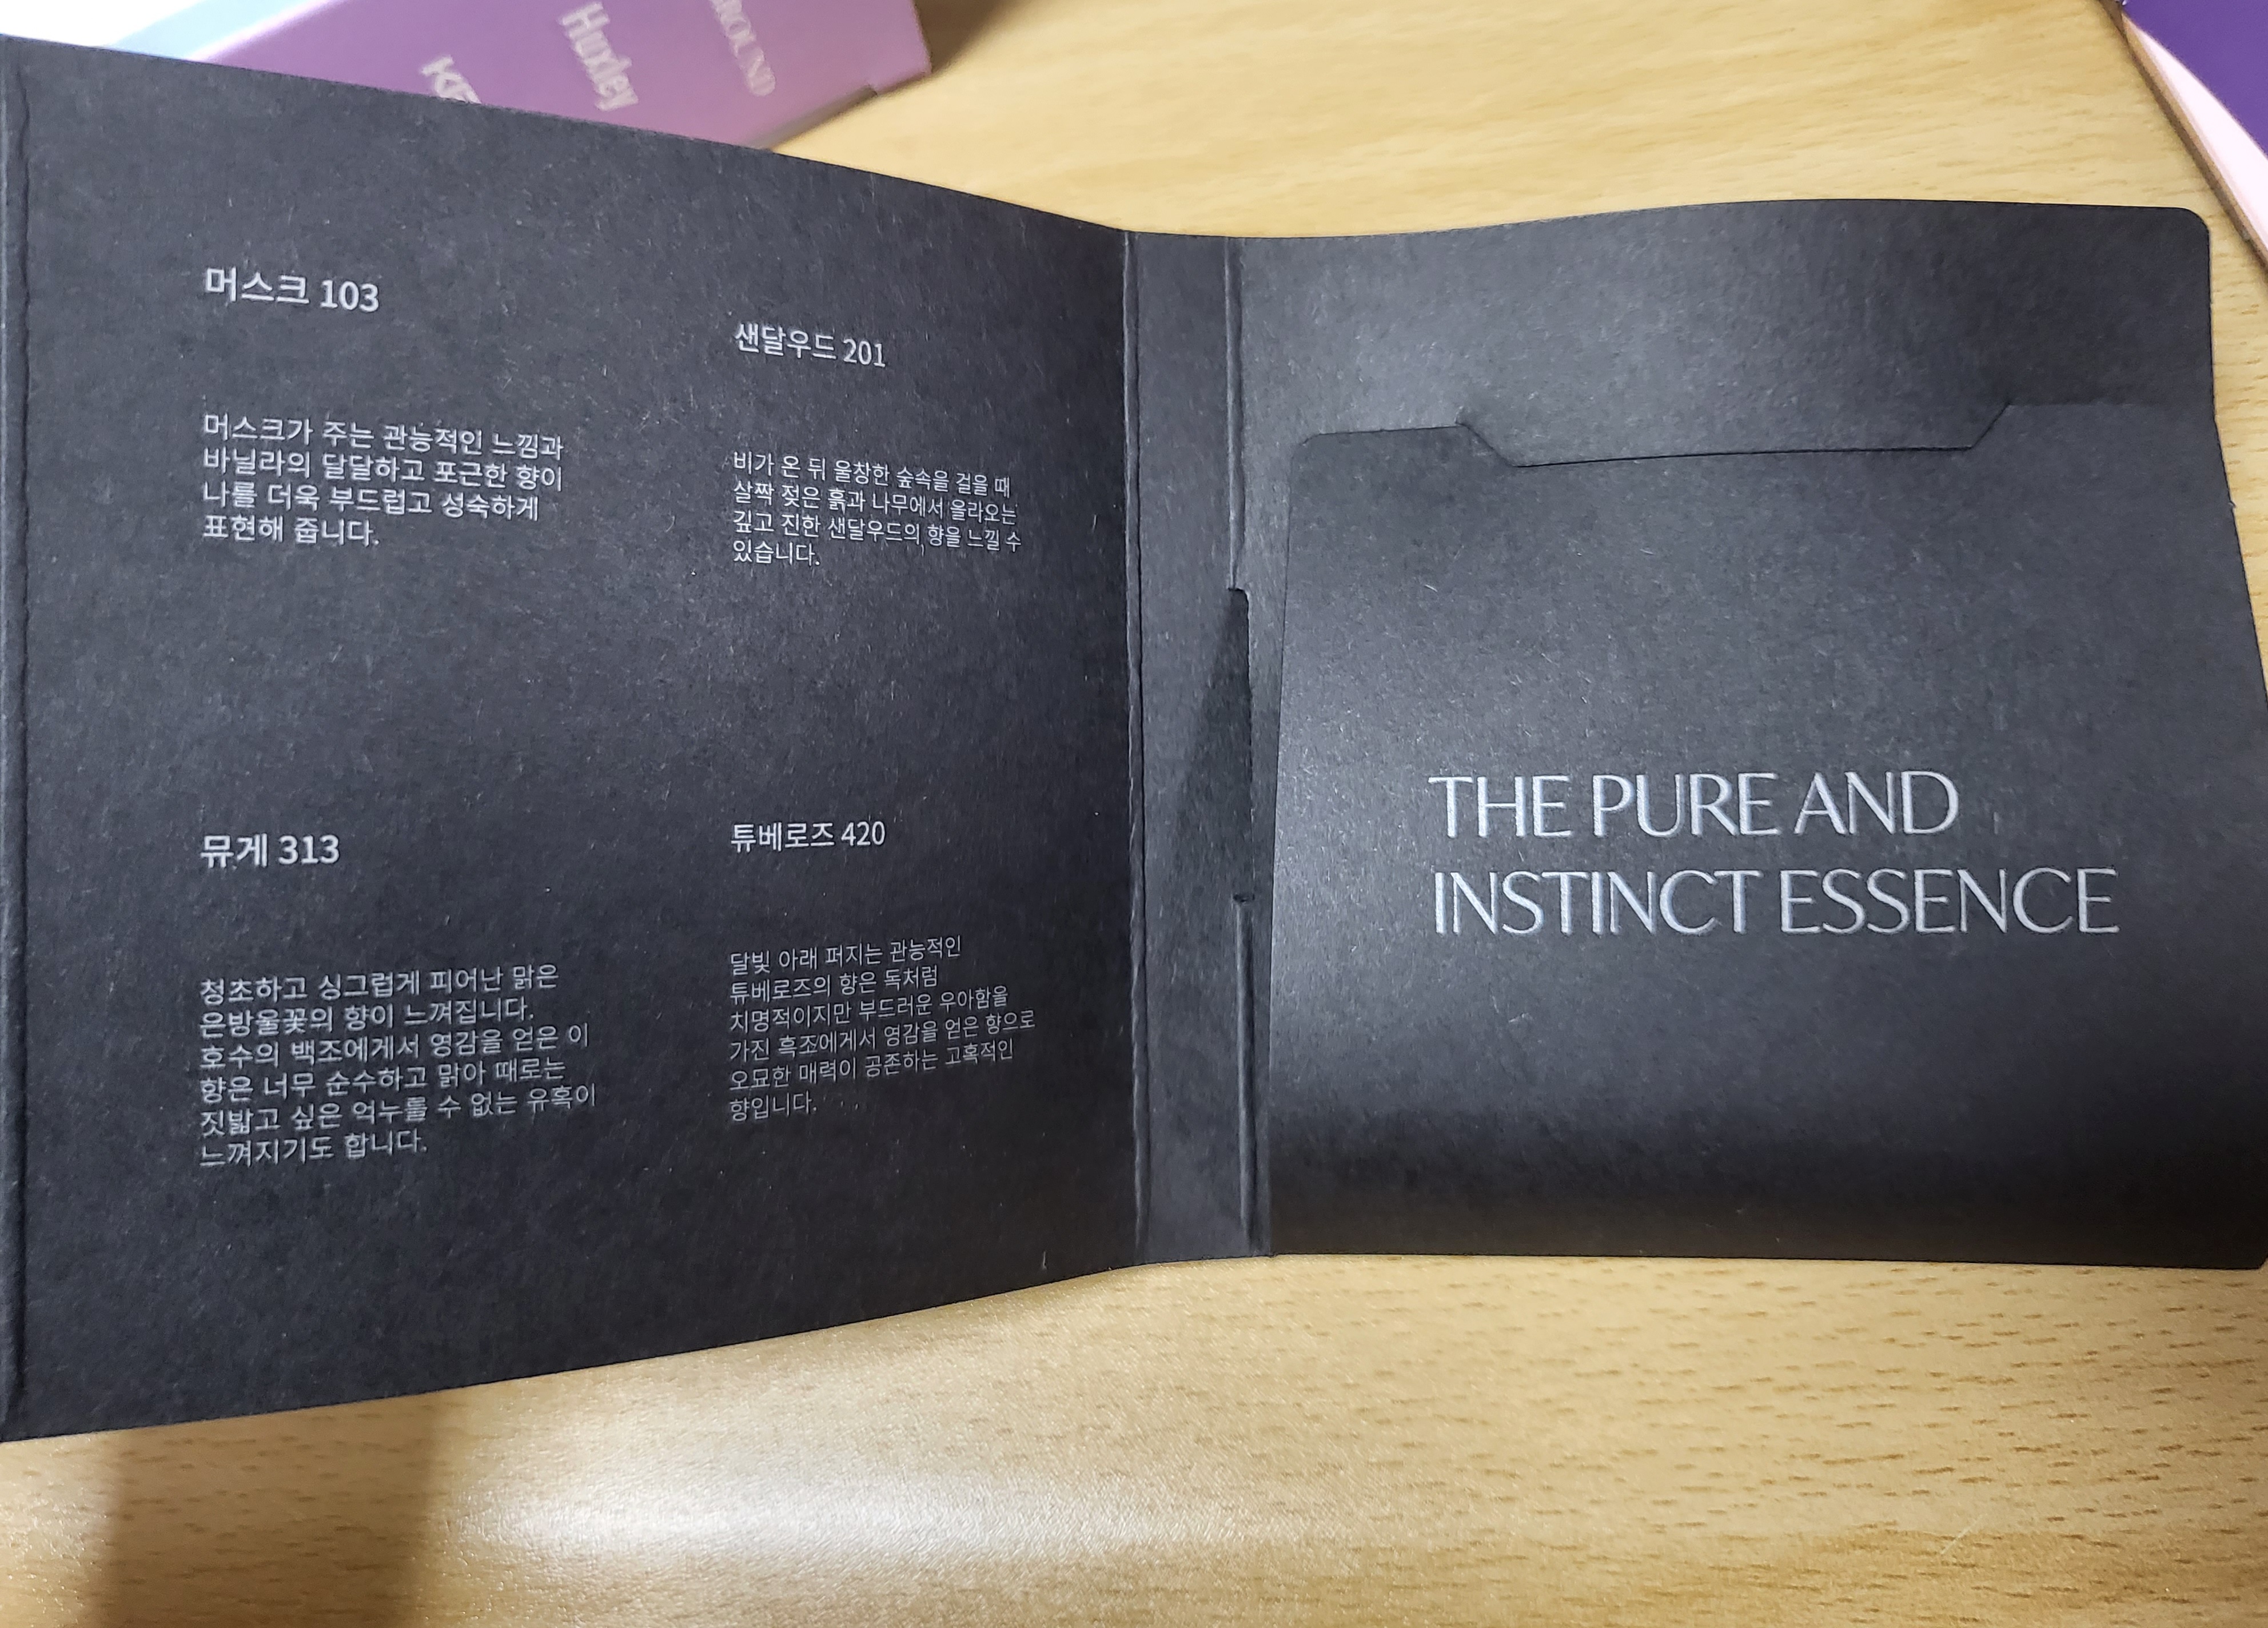 ROUND
Huxley
머스크 103
머스크가 주는 관능적인 느낌과
바닐라의 달달하고 포근한 향이
나를 더욱 부드럽고 성숙하게
표현해 줍니다.
샌달우드 201
비가 온 뒤 울창한 숲속을 걸을 때
살짝 젖은 흙과 나무에서 올라오는
깊고 진한 샌달우드의 향을 느낄 수
있습니다.
뮤게 313
청초하고 싱그럽게 피어난 맑은
은방울꽃의 향이 느껴집니다.
호수의 백조에게서 영감을 얻은 이
향은 너무 순수하고 맑아 때로는
짓밟고 싶은 억누를 수 없는 유혹이
느껴지기도 합니다.
튜베로즈 420
달빛 아래 퍼지는 관능적인
튜베로즈의 향은 독처럼
치명적이지만 부드러운 우아함을
가진 흑조에게서 영감을 얻은 향으로
오묘한 매력이 공존하는 고혹적인
향입니다.
THE PURE AND
INSTINCT ESSENCE